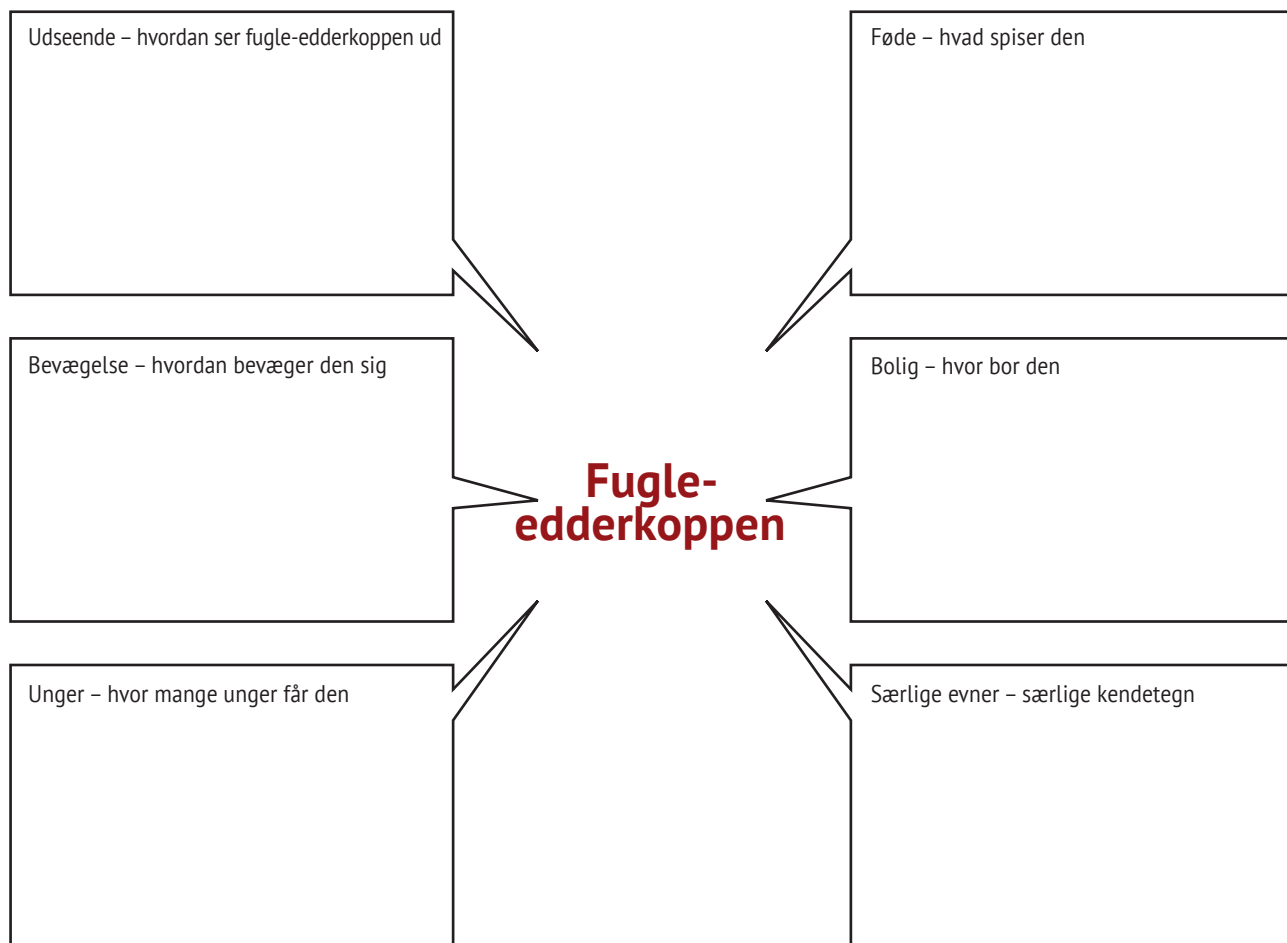 Udseende – hvordan ser fugle-edderkoppen ud
Føde – hvad spiser den
Bevægelse – hvordan bevæger den sig
Bolig – hvor bor den
Fugle-
edderkoppen
Unger – hvor mange unger får den
Særlige evner – særlige kendetegn